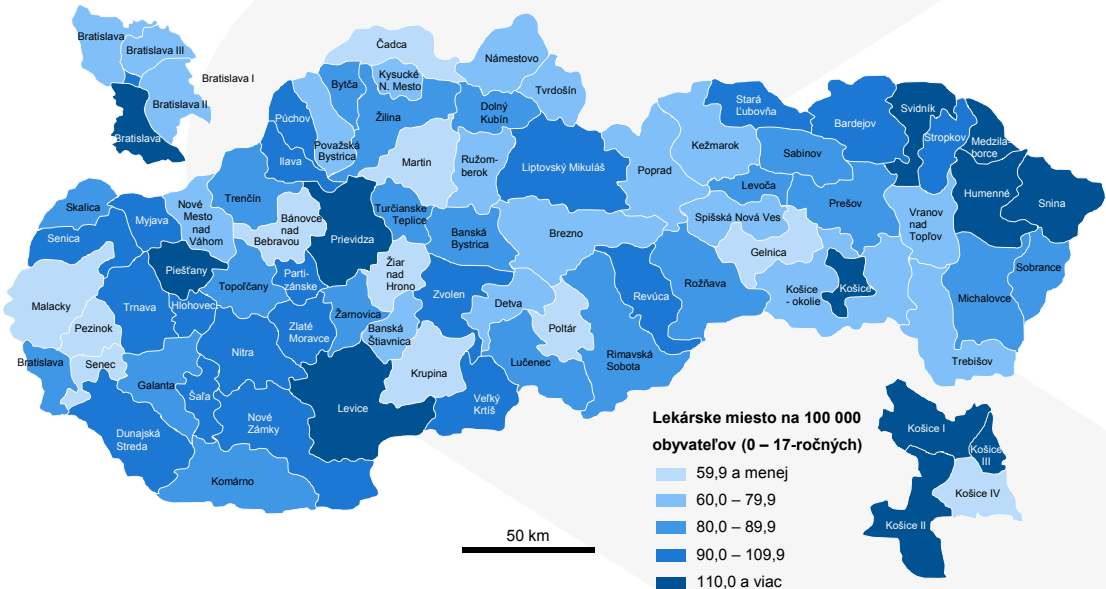 Bratislava
Bratislava III
Bratislava I
Bratislava II
Bratislava
Čadca
Kysucké
N. Mesto
Bytča
Námestovo
Tvrdošín
Púchov
Žilina
Dolný
Kubín
Považská
Bystrica
Ilava
Martin
Ružom-
berok
Liptovský Mikuláš
Poprad
Kežmarok
Stará
Ľubovňa
Bardejov
Svidník
Stropkov
Medzila-
borce
Sabinov
Humenné
Snina
Levoča
Prešov
Vranov
nad
Topľov
Spišská Nová Ves
Gelnica
Košice
- okolie
Košice
Sobrance
Michalovce
Trebišov
Skalica
Senica
Myjava
Nové
Mesto
nad
Váhom
Trenčín
Bánovce
nad
Bebravou
Prievidza
Turčianske
Teplice
Banská
Bystrica
Brezno
Piešťany
Topoľčany
Parti-
zánske
Žiar
nad
Hrono
Zvolen
Detva
Poltár
Revúca
Rožňava
Malacky
Pezinok
Senec
Bratislava
Trnava
Hlohovec
Nitra
Zlaté
Moravce
Žarnovica
Banská
Štiavnica
Krupina
Lučenec
Rimavská
Sobota
Galanta
Šaľa
Levice
Veľký
Krtíš
Dunajská
Streda
Nové
Zámky
Komárno
Lekárske miesto na 100 000
obyvateľov (0 – 17-ročných)
59,9 a menej
60,0 – 79,9
80,0 – 89,9
90,0 – 109,9
110,0 a viac
50 km
Košice I
Košice
III
Košice IV
Košice II